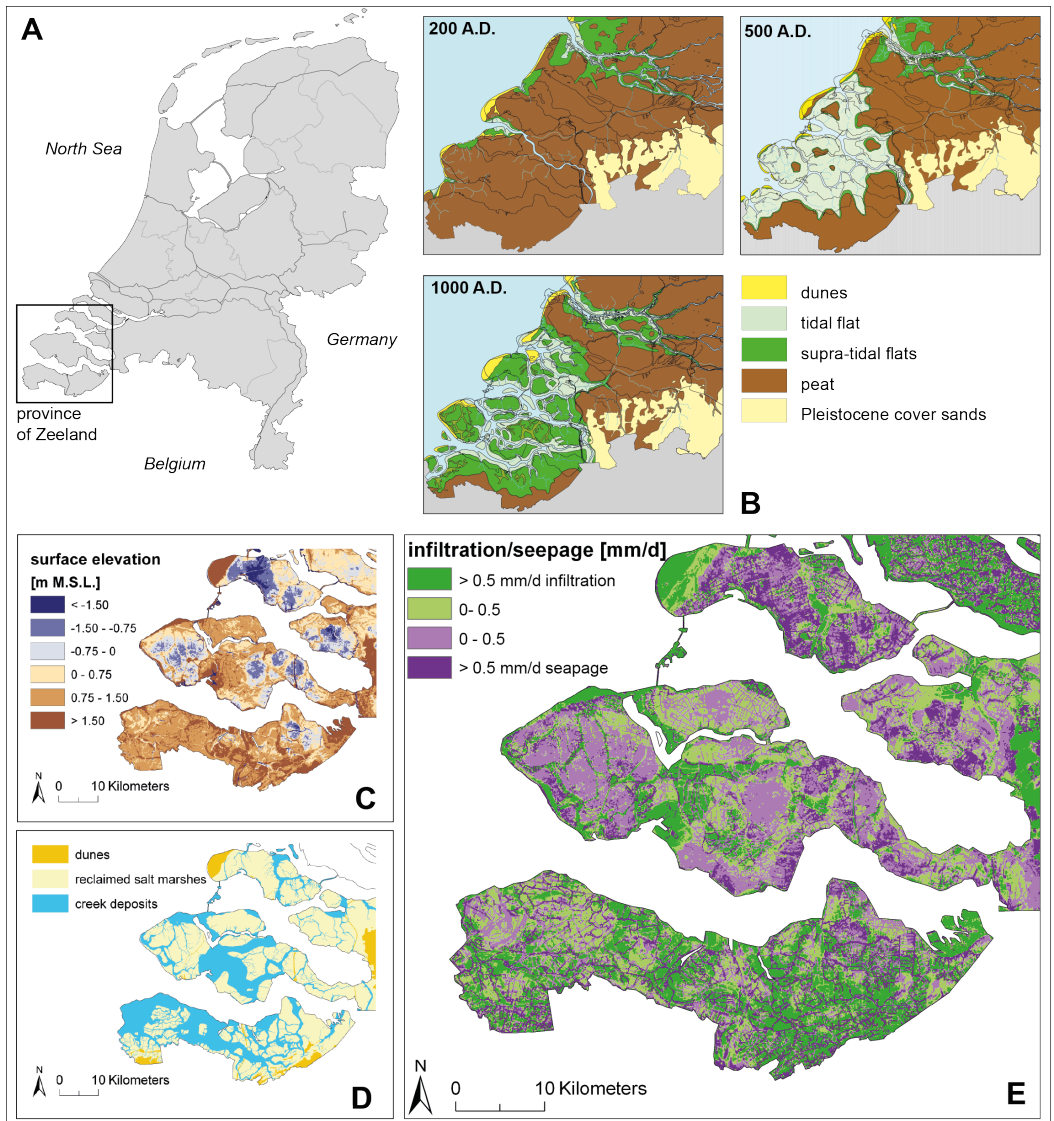 A
North Sea
Germany
province
of Zeeland
Belgium
200 A.D.
500 A.D.
1000 A.D.
dunes
tidal flat
supra-tidal flats
peat
Pleistocene cover sands
B
surface elevation
[m M.S.L.]
< -1.50
-1.50 - -0.75
-0.75 - 0
0 - 0.75
0.75 - 1.50
> 1.50
N
0 10 Kilometers
C
dunes
reclaimed salt marshes
creek deposits
N
0 10 Kilometers
D
infiltration/seepage [mm/d]
> 0.5 mm/d infiltration
0- 0.5
0 - 0.5
> 0.5 mm/d seapage
N
0 10 Kilometers
E